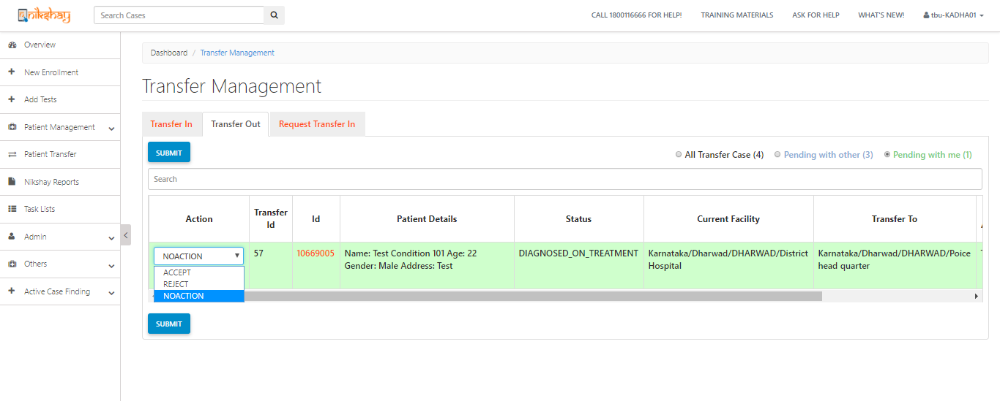 निkshay
Search Cases
CALL 1800116666 FOR HELP!
TRAINING MATERIALS
ASK FOR HELP
WHAT'S NEW!
tbu-KADHA01
Overview
New Enrollment
Add Tests
Patient Management
Patient Transfer
Nikshay Reports
Task Lists
Admin
Others
Active Case Finding
Dashboard / Transfer Management
Transfer Management
Transfer In
Transfer Out
Request Transfer In
SUBMIT
All Transfer Case (4)
Pending with other (3)
Pending with me (1)
Search
Action
Transfer
Id
Id
Patient Details
Status
Current Facility
Transfer To
NOACTION
ACCEPT
REJECT
NOACTION
57
10669005
Name: Test Condition 101 Age: 22
Gender: Male Address: Test
DIAGNOSED_ON_TREATMENT
Karnataka/Dharwad/DHARWAD/District
Hospital
Karnataka/Dharwad/DHARWAD/Poice
head quarter
SUBMIT